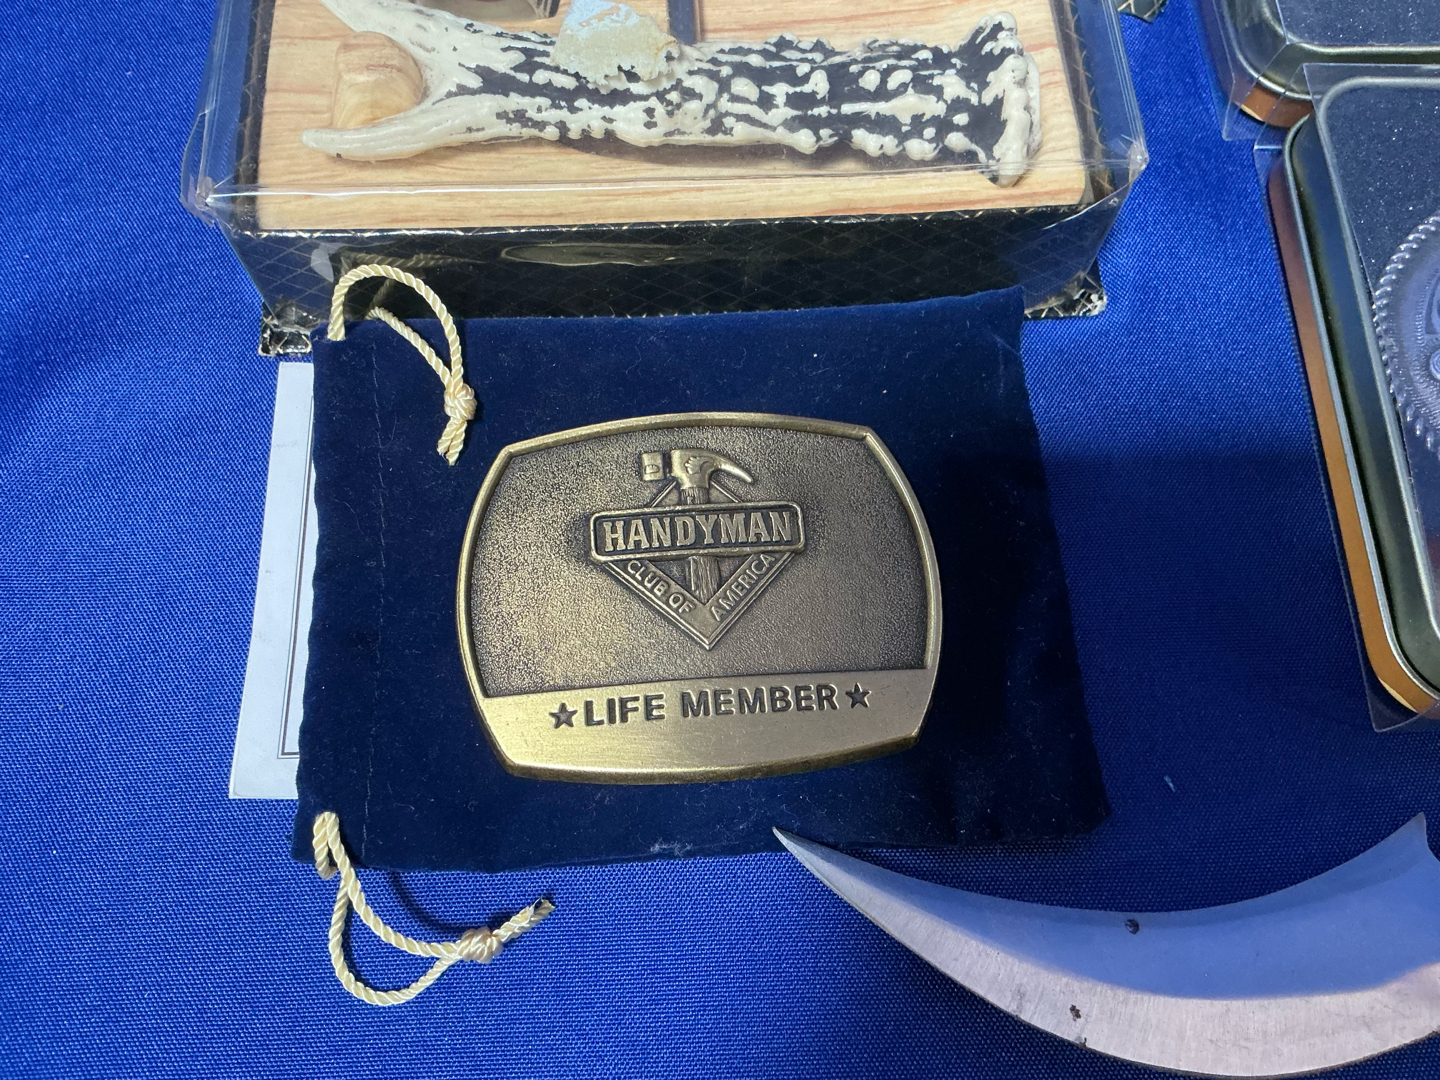 HANDYMAN
CLUB OF AMERICA
★LIFE MEMBER★